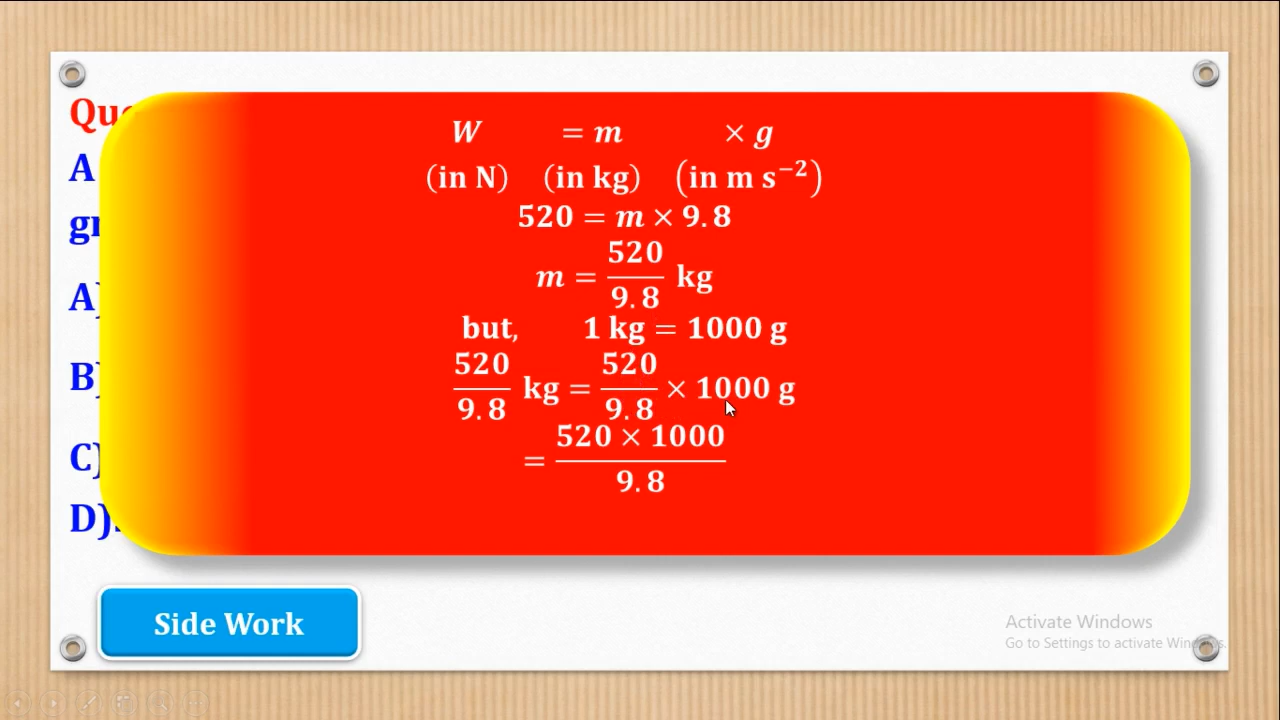 Que
A
gr
A)
B)
C)
D)
W = m × g
(in N) (in kg) (in m s⁻²)
520 = m × 9.8
m = 520/9.8 kg
but, 1 kg = 1000 g
520/9.8 kg = 520/9.8 × 1000 g
= 520 × 1000/9.8
Side Work
Activate Windows
Go to Settings to activate Windows.